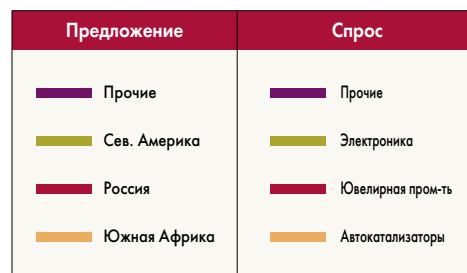 Предложение
Спрос
Прочие
Прочие
Сев. Америка
Электроника
Россия
Ювелирная пром-ть
Южная Африка
Автокатализаторы